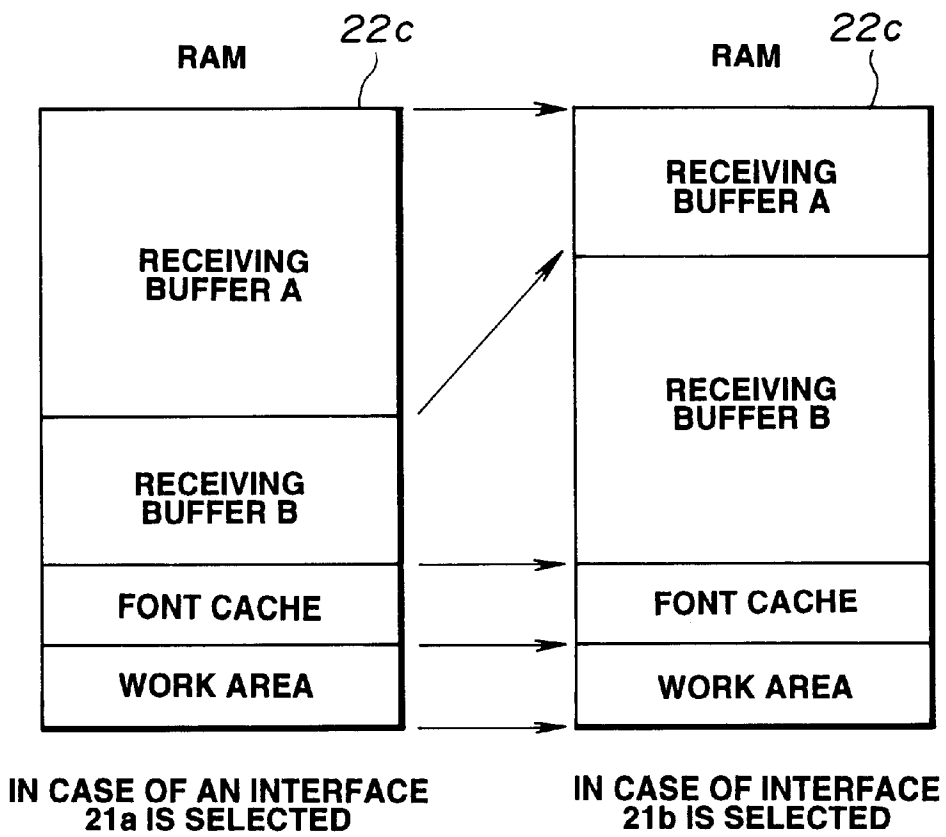 22c
RAM
RECEIVING
BUFFER A
RECEIVING
BUFFER B
FONT CACHE
WORK AREA
IN CASE OF AN INTERFACE
21a IS SELECTED
22c
RAM
RECEIVING
BUFFER A
RECEIVING
BUFFER B
FONT CACHE
WORK AREA
IN CASE OF INTERFACE
21b IS SELECTED